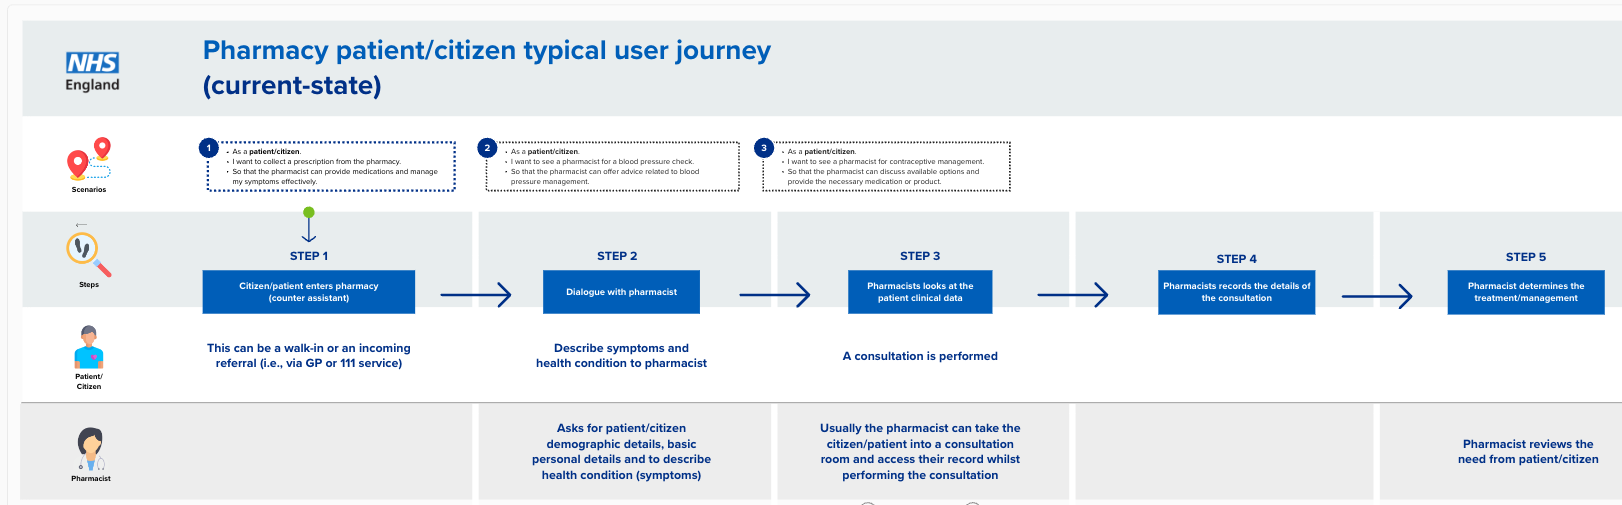 NHS
England
Pharmacy patient/citizen typical user journey
(current-state)
Scenarios
1
• As a patient/citizen.
• I want to collect a prescription from the pharmacy.
• So that the pharmacist can provide medications and manage
my symptoms effectively.
2
• As a patient/citizen.
• I want to see a pharmacist for a blood pressure check.
• So that the pharmacist can offer advice related to blood
pressure management.
3
• As a patient/citizen.
• I want to see a pharmacist for contraceptive management.
• So that the pharmacist can discuss available options and
provide the necessary medication or product.
Steps
STEP 1
Citizen/patient enters pharmacy
(counter assistant)
STEP 2
Dialogue with pharmacist
STEP 3
Pharmacists looks at the
patient clinical data
STEP 4
Pharmacists records the details of
the consultation
STEP 5
Pharmacist determines the
treatment/management
Patient/
Citizen
This can be a walk-in or an incoming
referral (i.e., via GP or 111 service)
Describe symptoms and
health condition to pharmacist
A consultation is performed
Pharmacist
Asks for patient/citizen
demographic details, basic
personal details and to describe
health condition (symptoms)
Usually the pharmacist can take the
citizen/patient into a consultation
room and access their record whilst
performing the consultation
Pharmacist reviews the
need from patient/citizen